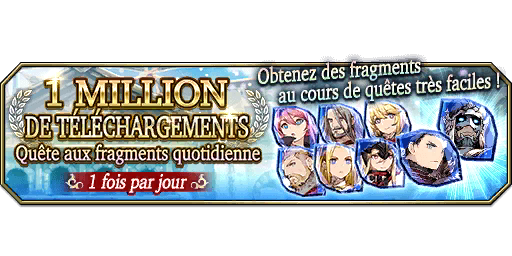 1 MILLION
DE TÉLÉCHARGEMENTS
Quête aux fragments quotidienne
1 fois par jour
Obtenez des fragments
au cours de quêtes très faciles !